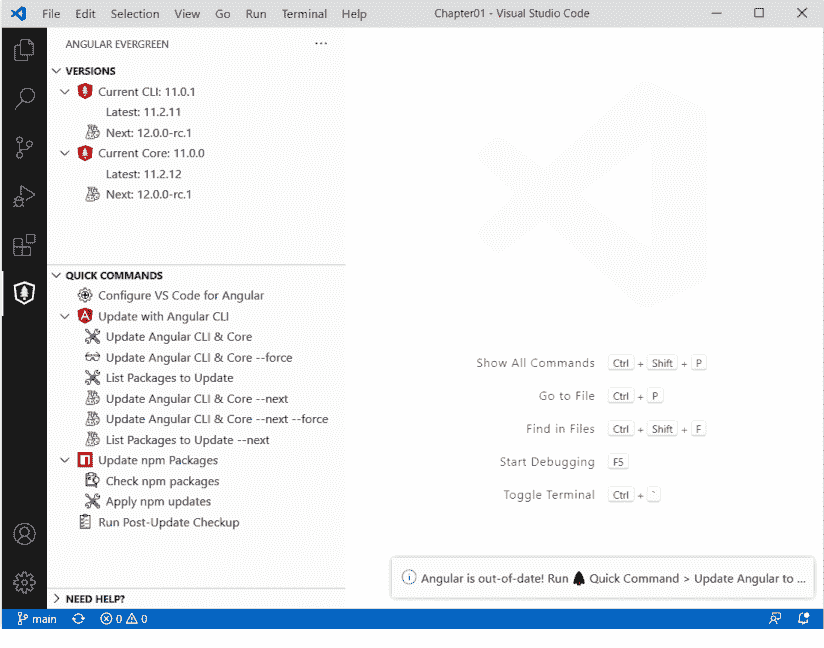 File Edit Selection View Go Run Terminal Help Chapter01 - Visual Studio Code
ANGULAR EVERGREEN ...
VERSIONS
Current CLI: 11.0.1
Latest: 11.2.11
Next: 12.0.0-rc.1
Current Core: 11.0.0
Latest: 11.2.12
Next: 12.0.0-rc.1
QUICK COMMANDS
Configure VS Code for Angular
Update with Angular CLI
Update Angular CLI & Core
Update Angular CLI & Core --force
List Packages to Update
Update Angular CLI & Core --next
Update Angular CLI & Core --next --force
List Packages to Update --next
Update npm Packages
Check npm packages
Apply npm updates
Run Post-Update Checkup
NEED HELP?
Show All Commands Ctrl + Shift + P
Go to File Ctrl + P
Find in Files Ctrl + Shift + F
Start Debugging F5
Toggle Terminal Ctrl + `
Angular is out-of-date! Run Quick Command > Update Angular to ...
main 0 0